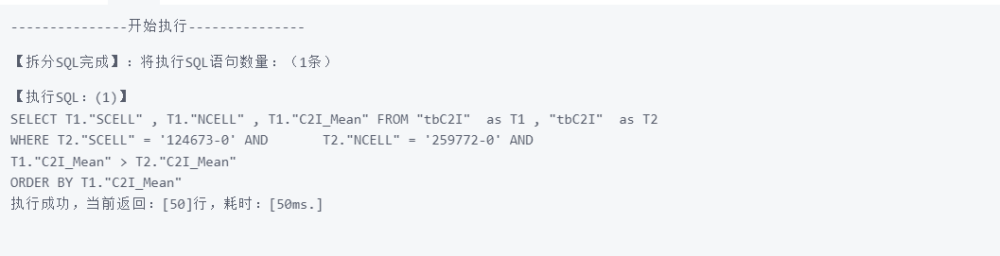 ---------------开始执行---------------
【拆分SQL完成】：将执行SQL语句数量：（1条）
【执行SQL：(1)】
SELECT T1."SCELL" , T1."NCELL" , T1."C2I_Mean" FROM "tbC2I"  as T1 , "tbC2I"  as T2
WHERE T2."SCELL" = '124673-0' AND       T2."NCELL" = '259772-0' AND
T1."C2I_Mean" > T2."C2I_Mean"
ORDER BY T1."C2I_Mean"
执行成功，当前返回：[50]行，耗时：[50ms.]